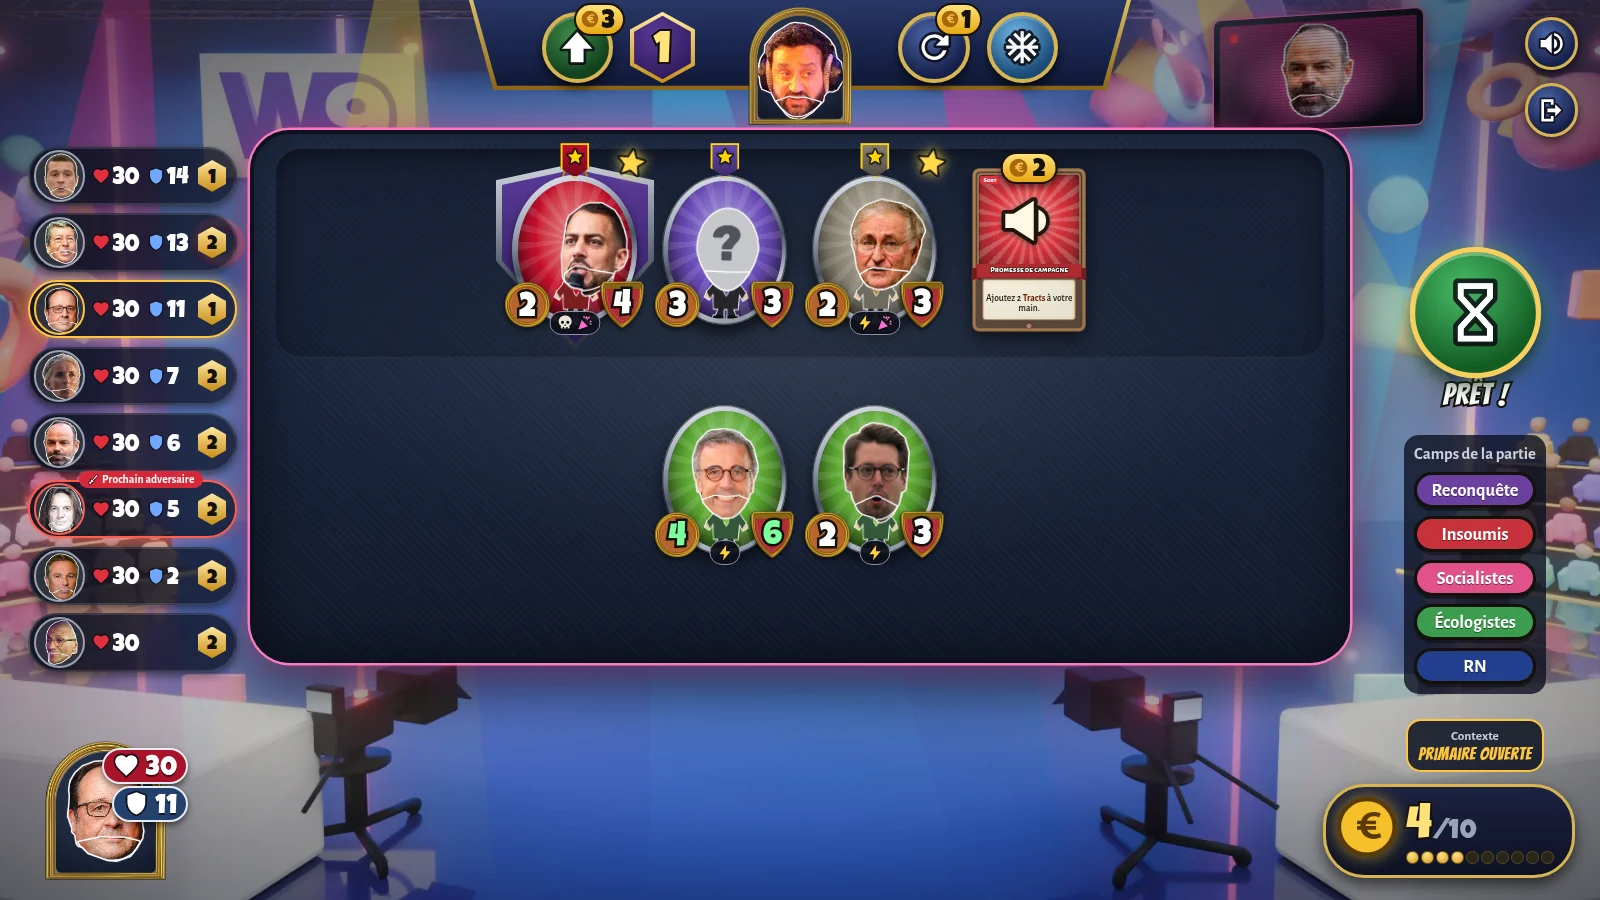 3
1
1
W9
30 14 1
30 13 2
30 11 1
30 7 2
30 6 2
Prochain adversaire
30 5 2
30 2 2
30 2
2 4
?
3 3
2 3
2
Sort
PROMESSE DE CAMPAGNE
Ajoutez 2 Tracts à votre
main.
4 6
2 3
PRÊT !
Camps de la partie
Reconquête
Insoumis
Socialistes
Écologistes
RN
Contexte
PRIMAIRE OUVERTE
€ 4/10
30
11